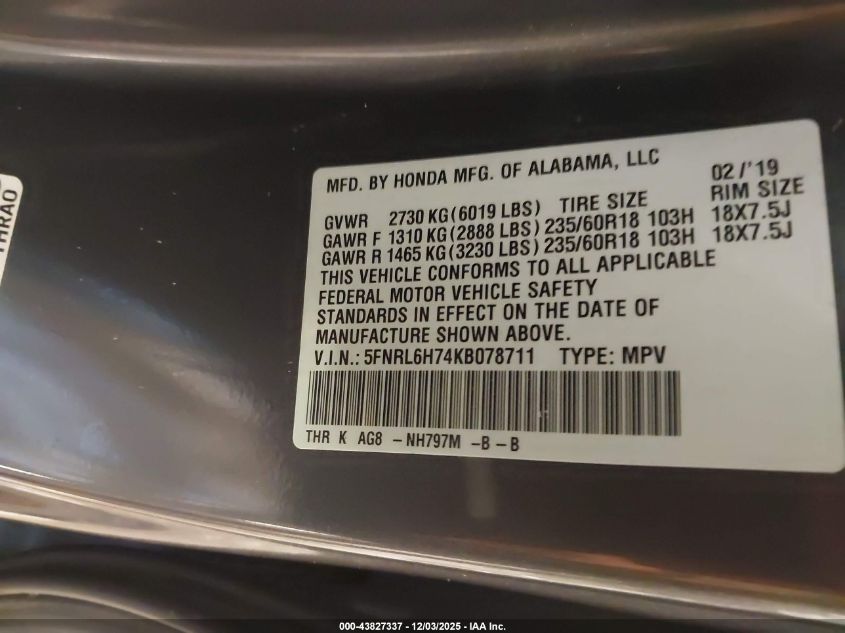 THRAO
MFD. BY HONDA MFG. OF ALABAMA, LLC 02/'19
GVWR 2730 KG (6019 LBS) TIRE SIZE RIM SIZE
GAWR F 1310 KG (2888 LBS) 235/60R18 103H 18X7.5J
GAWR R 1465 KG (3230 LBS) 235/60R18 103H 18X7.5J
THIS VEHICLE CONFORMS TO ALL APPLICABLE
FEDERAL MOTOR VEHICLE SAFETY
STANDARDS IN EFFECT ON THE DATE OF
MANUFACTURE SHOWN ABOVE.
V.I.N.: 5FNRL6H74KB078711 TYPE: MPV
THR K AG8 -NH797M -B-B
000-43827337 - 12/03/2025 - IAA Inc.